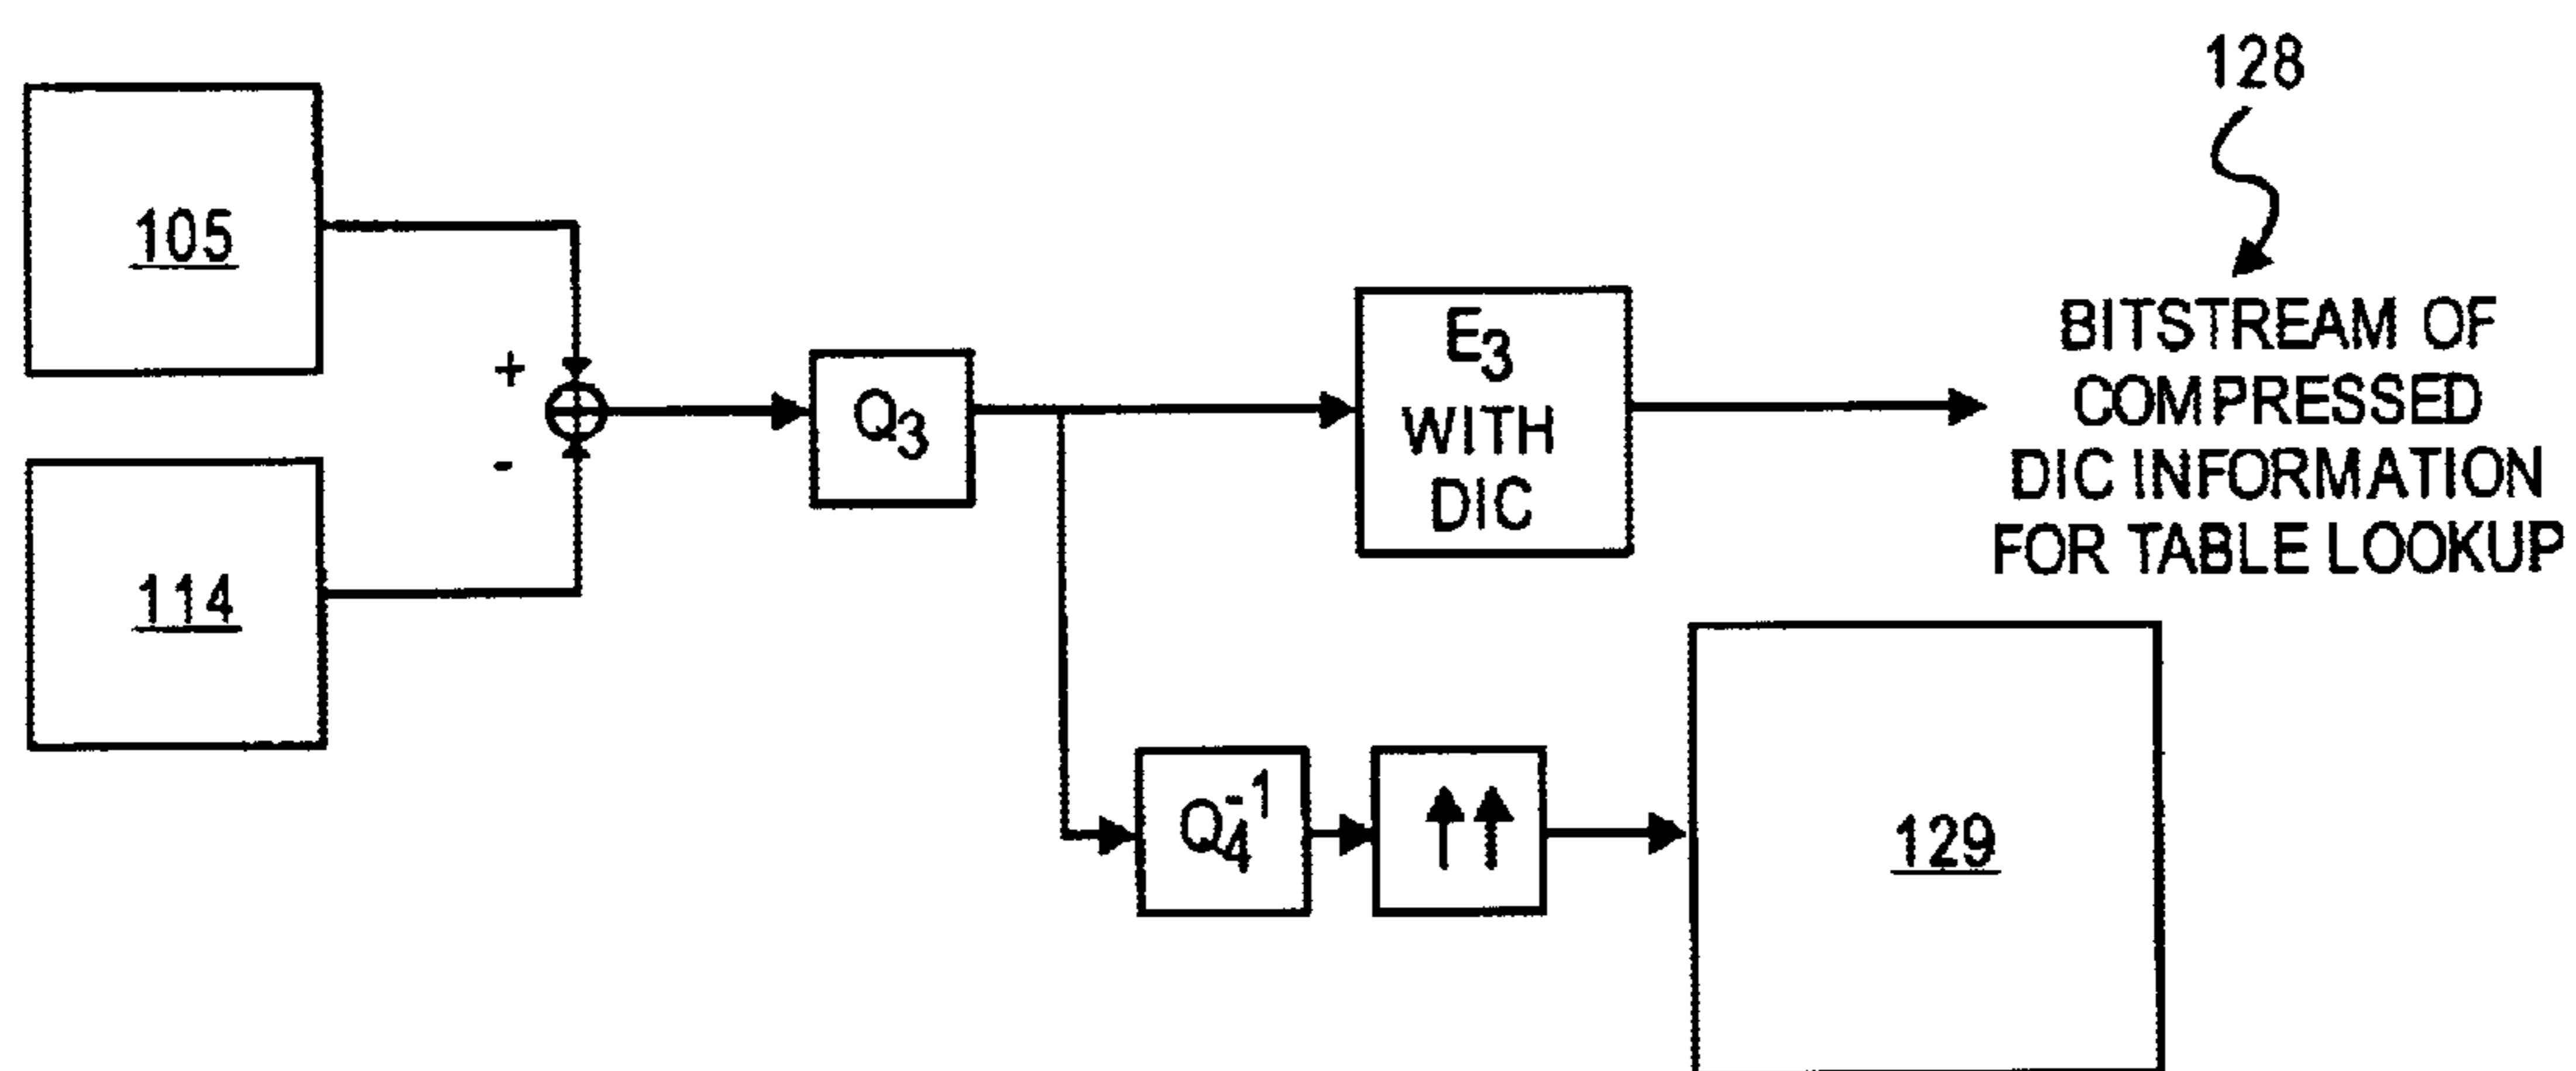 128
105
+
-
114
Q3
E3
WITH
DIC
BITSTREAM OF
COMPRESSED
DIC INFORMATION
FOR TABLE LOOKUP
Q4-1
129